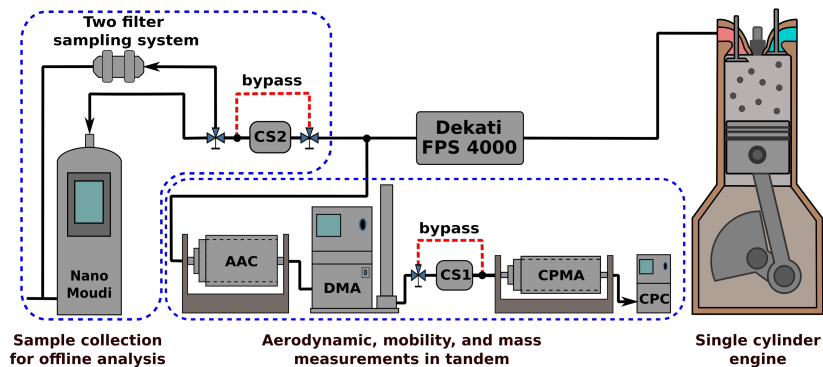 Two filter
sampling system
bypass
CS2
Dekati
FPS 4000
Nano
Moudi
AAC
DMA
bypass
CS1
CPMA
CPC
Sample collection
for offline analysis
Aerodynamic, mobility, and mass
measurements in tandem
Single cylinder
engine